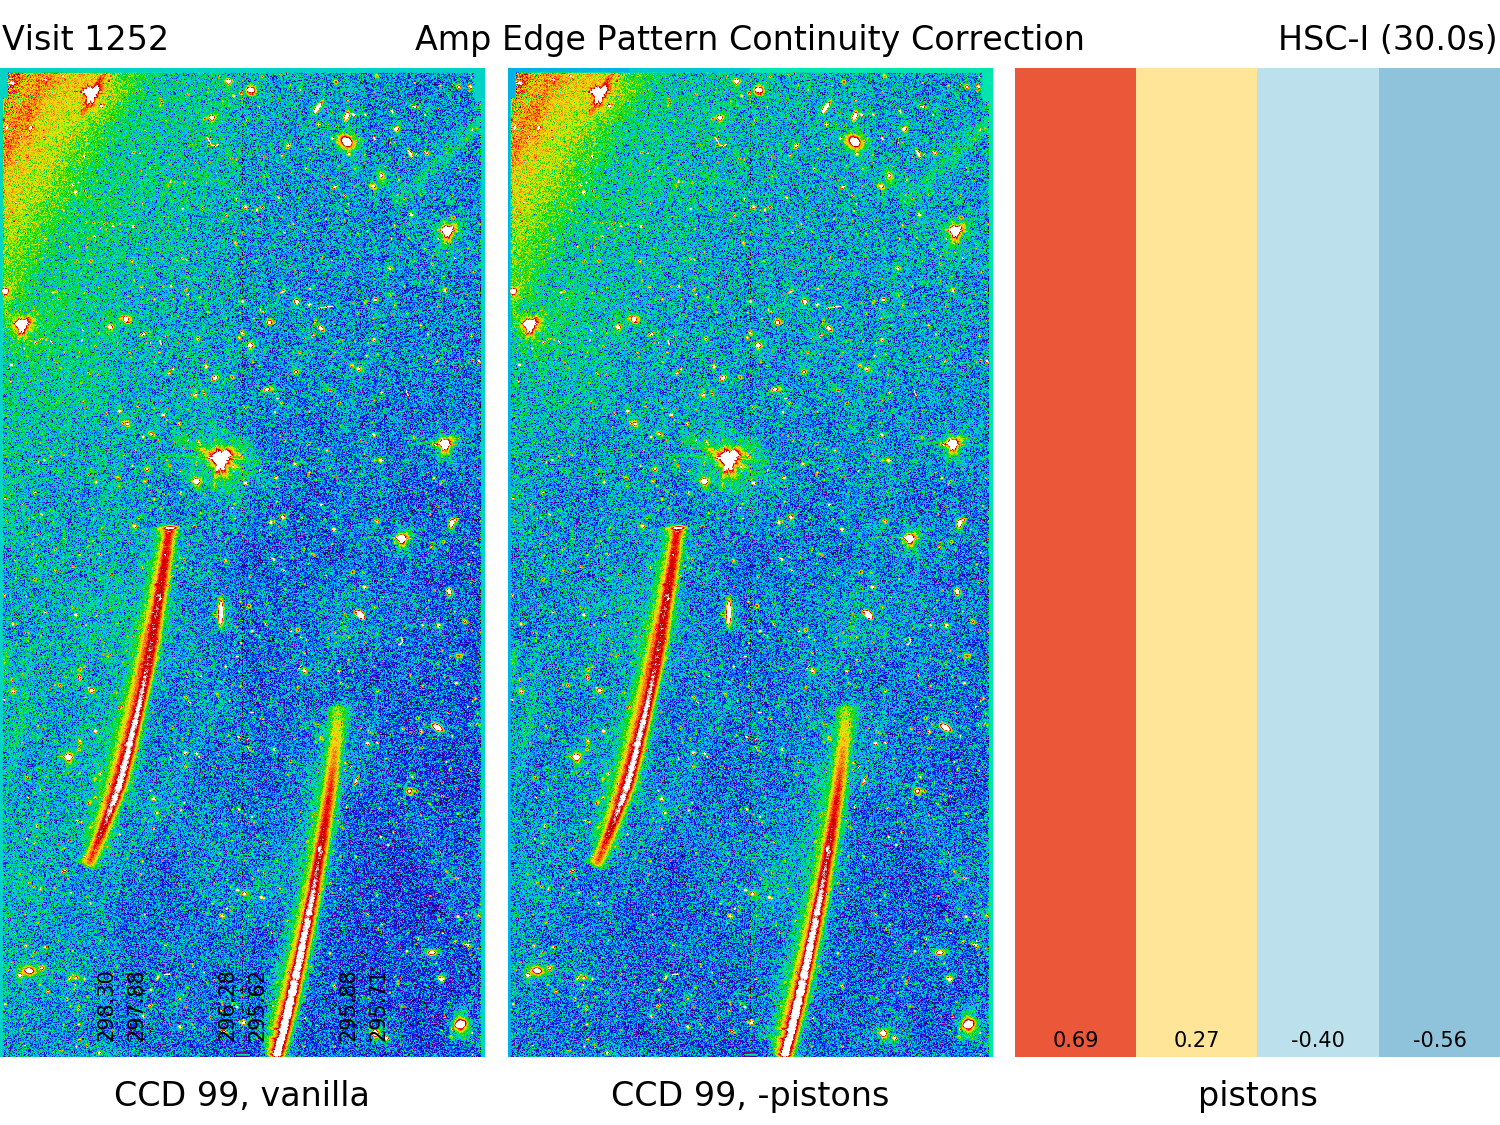 Visit 1252
Amp Edge Pattern Continuity Correction
HSC-I (30.0s)
298.30
297.88
296.28
295.62
295.88
295.71
0.69
0.27
-0.40
-0.56
CCD 99, vanilla
CCD 99, -pistons
pistons